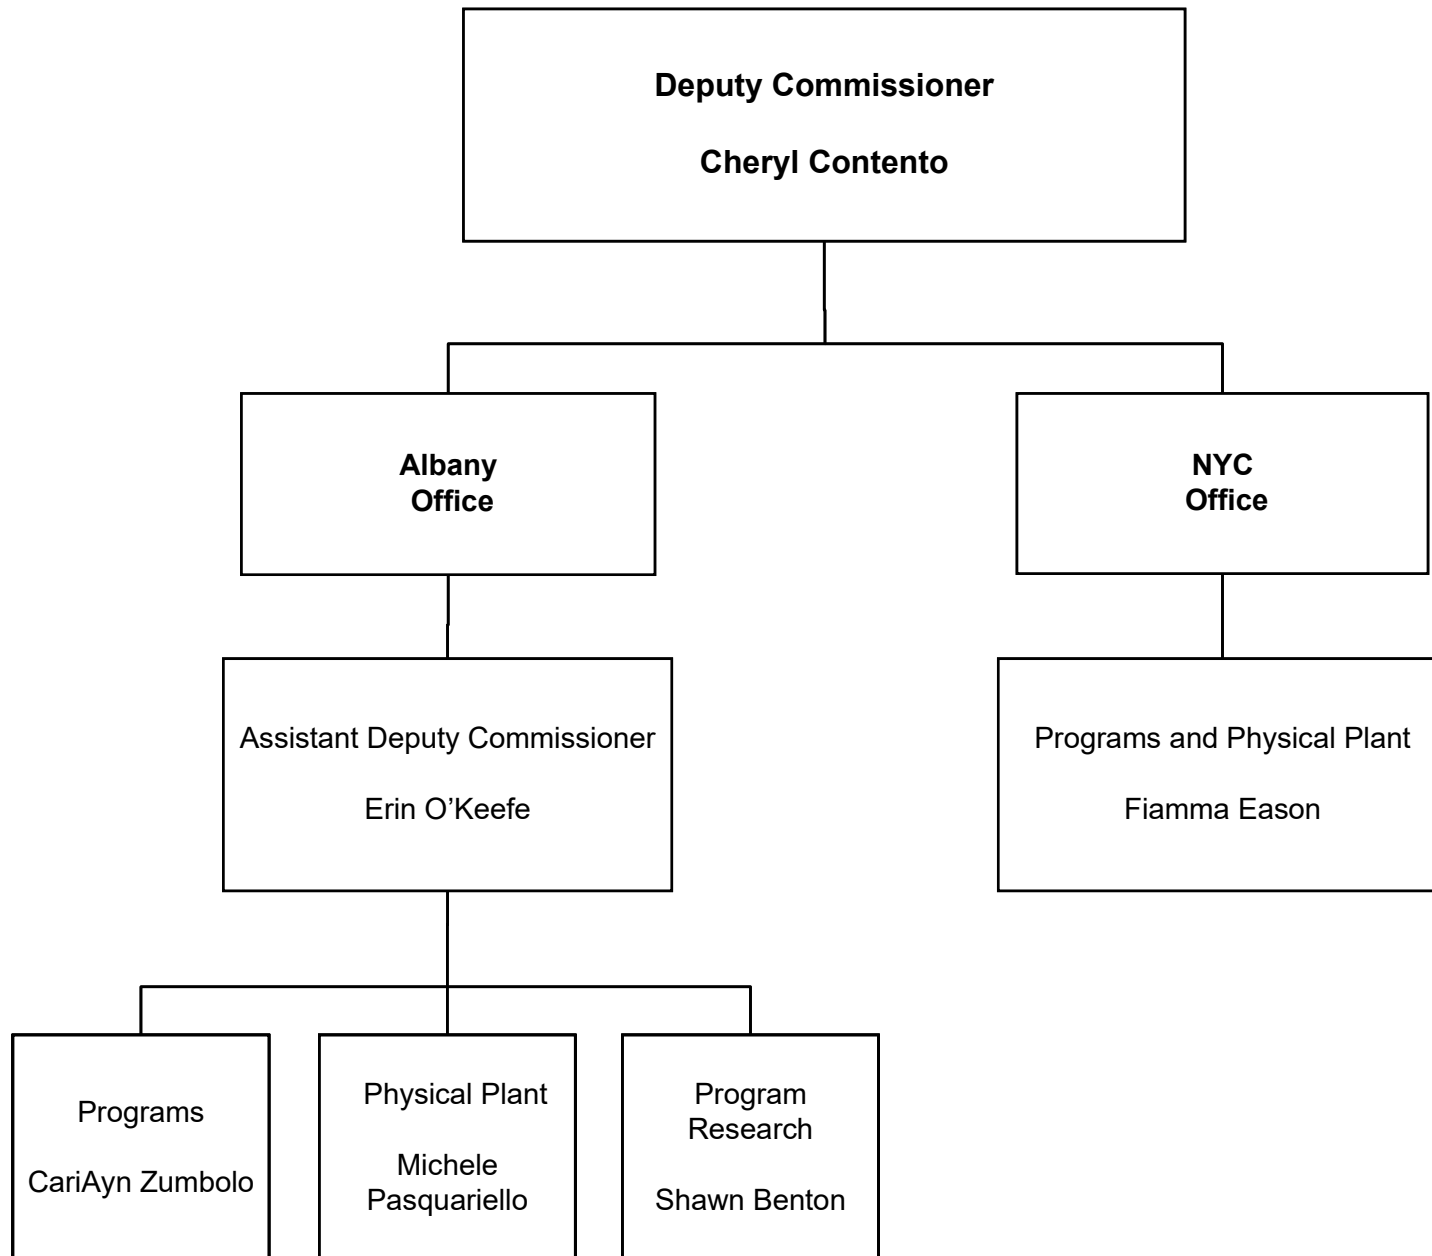 Deputy Commissioner
Cheryl Contento
Albany
Office
NYC
Office
Assistant Deputy Commissioner
Erin O’Keefe
Programs and Physical Plant
Fiamma Eason
Programs
CariAyn Zumbolo
Physical Plant
Michele
Pasquariello
Program
Research
Shawn Benton